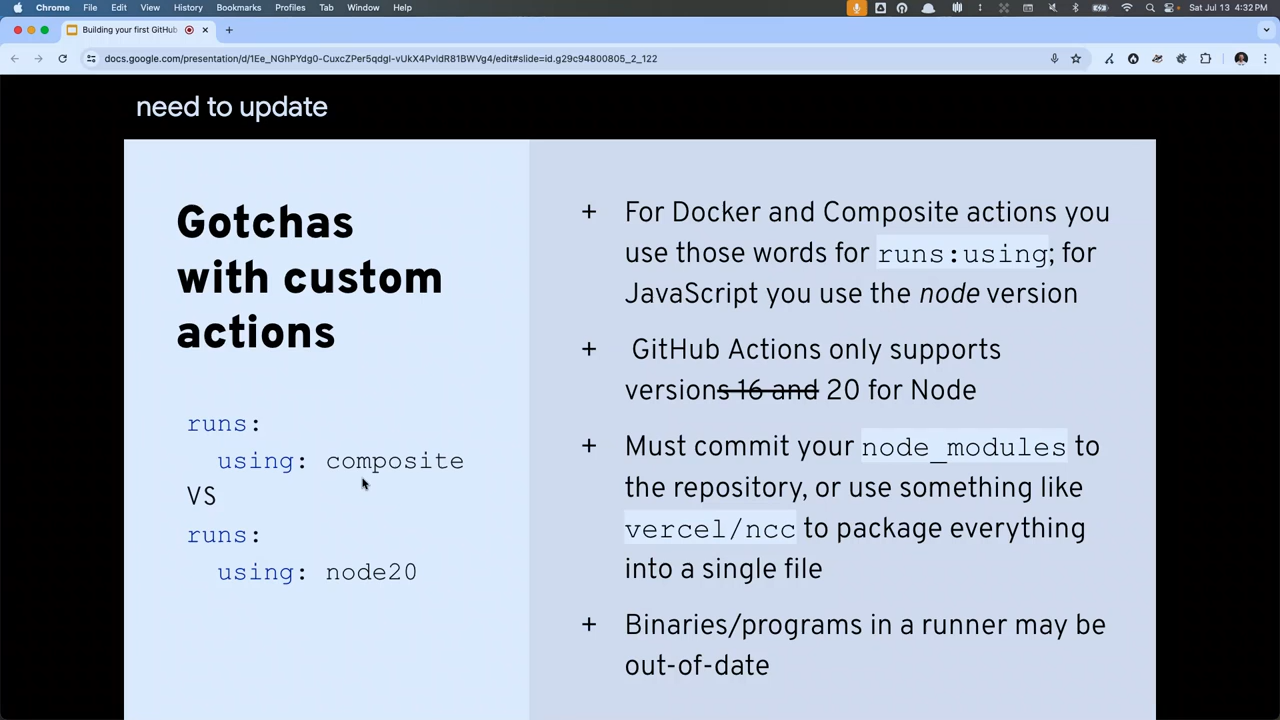 Chrome File Edit View History Bookmarks Profiles Tab Window Help Sat Jul 13 4:32 PM
Building your first GitHub
docs.google.com/presentation/d/1Ee_NGhPYdg0-CuxcZPer5qdgI-vUkX4PvldR81BWVg4/edit#slide=id.g29c94800805_2_122
need to update
Gotchas
with custom
actions
runs:
using: composite
VS
runs:
using: node20
+ For Docker and Composite actions you
use those words for runs:using; for
JavaScript you use the node version
+ GitHub Actions only supports
versions 16 and 20 for Node
+ Must commit your node_modules to
the repository, or use something like
vercel/ncc to package everything
into a single file
+ Binaries/programs in a runner may be
out-of-date